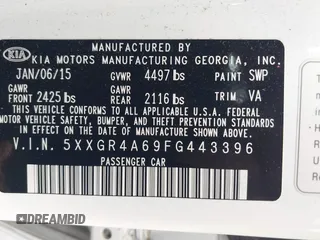 KIA KIA MOTORS MANUFACTURING GEORGIA, INC.
JAN/06/15 GVWR 4497 lbs PAINT SWP
GAWR FRONT 2425 lbs GAWR REAR 2116 lbs TRIM VA
THIS VEHICLE CONFORMS TO ALL APPLICABLE U.S. FEDERAL
MOTOR VEHICLE SAFETY, BUMPER, AND THEFT PREVENTION
STANDARDS IN EFFECT ON THE DATE OF MANUFACTURE SHOWN ABOVE.
V.I.N. 5XXGR4A69FG443396
PASSENGER CAR
DREAMBID